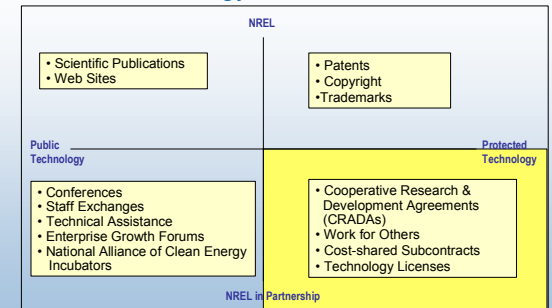 NREL
• Scientific Publications
• Web Sites
• Patents
• Copyright
•Trademarks
Public
Technology
Protected
Technology
• Conferences
• Staff Exchanges
• Technical Assistance
• Enterprise Growth Forums
• National Alliance of Clean Energy
Incubators
• Cooperative Research &
Development Agreements
(CRADAs)
• Work for Others
• Cost-shared Subcontracts
• Technology Licenses
NREL in Partnership